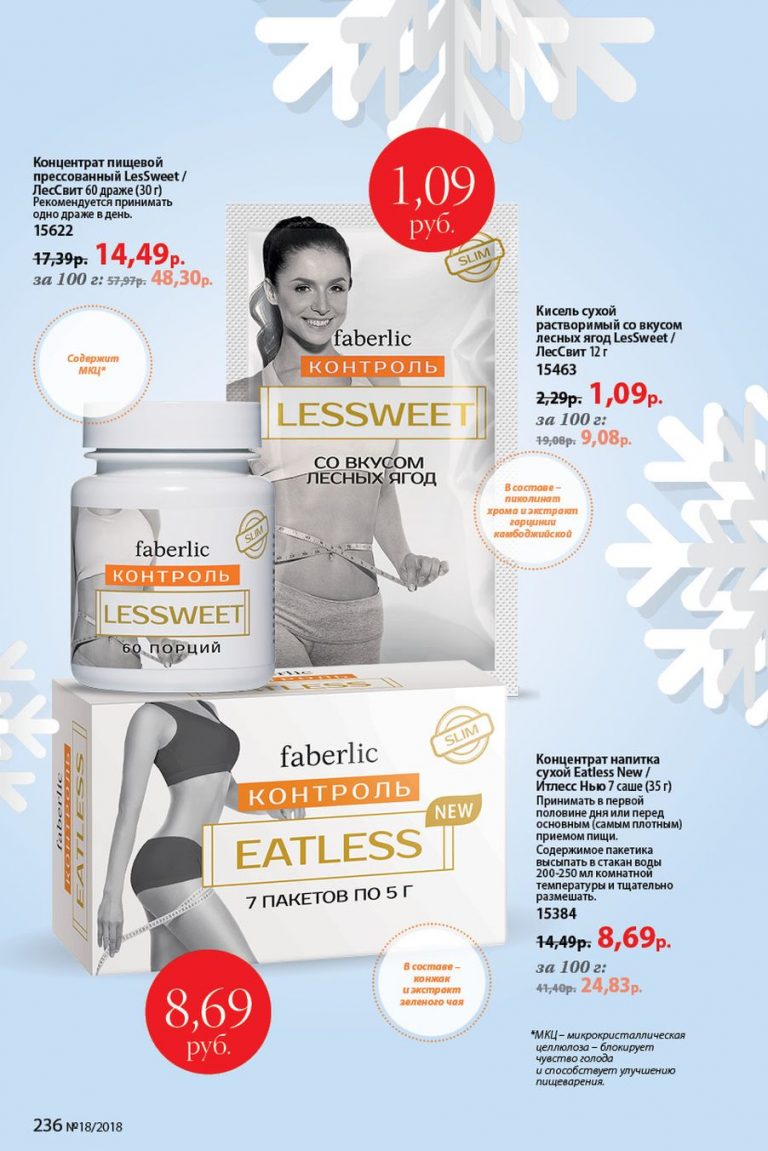 Концентрат пищевой
прессованный LesSweet /
ЛесСвит 60 драже (30 г)
Рекомендуется принимать
одно драже в день.
15622
17,39р. 14,49р.
за 100 г: 57,97р. 48,30р.
Содержит
МКЦ*
1,09
руб.
SLIM
faberlic
КОНТРОЛЬ
LESSWEET
СО ВКУСОМ
ЛЕСНЫХ ЯГОД
Кисель сухой
растворимый со вкусом
лесных ягод LesSweet /
ЛесСвит 12 г
15463
2,29р. 1,09р.
за 100 г:
19,08р. 9,08р.
В составе –
пиколинат
хрома и экстракт
гарцинии
камбоджийской
SLIM
faberlic
КОНТРОЛЬ
LESSWEET
60 ПОРЦИЙ
faberlic
КОНТРОЛЬ
EATLESS
faberlic
КОНТРОЛЬ
SLIM
faberlic
КОНТРОЛЬ
NEW
EATLESS
7 ПАКЕТОВ ПО 5 Г
Концентрат напитка
сухой Eatless New /
Итлесс Нью 7 саше (35 г)
Принимать в первой
половине дня или перед
основным (самым плотным)
приемом пищи.
Содержимое пакетика
высыпать в стакан воды
200-250 мл комнатной
температуры и тщательно
размешать.
15384
14,49р. 8,69р.
за 100 г:
41,40р. 24,83р.
В составе –
конжак
и экстракт
зеленого чая
8,69
руб.
*МКЦ – микрокристаллическая
целлюлоза – блокирует
чувство голода
и способствует улучшению
пищеварения.
236 №18/2018